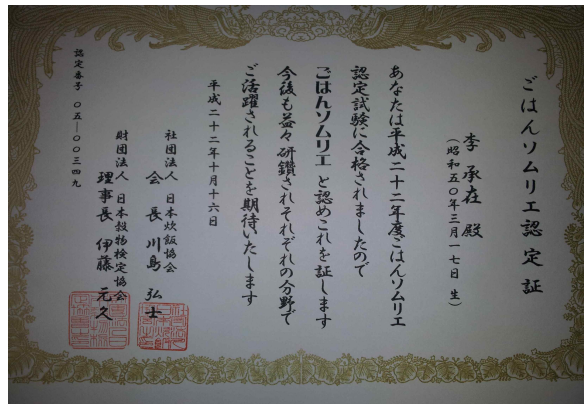 ごはんソムリエ認定証
李承在 殿
（昭和五〇年三月一七日 生）
あなたは平成二十二年度ごはんソムリエ
認定試験に合格されましたので
ごはんソムリエと認めこれを証します
今後も益々研鑽されそれぞれの分野で
ご活躍されることを期待いたします
平成二十二年十月十六日
社団法人 日本炊飯協会
会長 川島 弘士
財団法人 日本穀物検定協会
理事長 伊藤 元久
認定番号 〇五－〇〇三四九